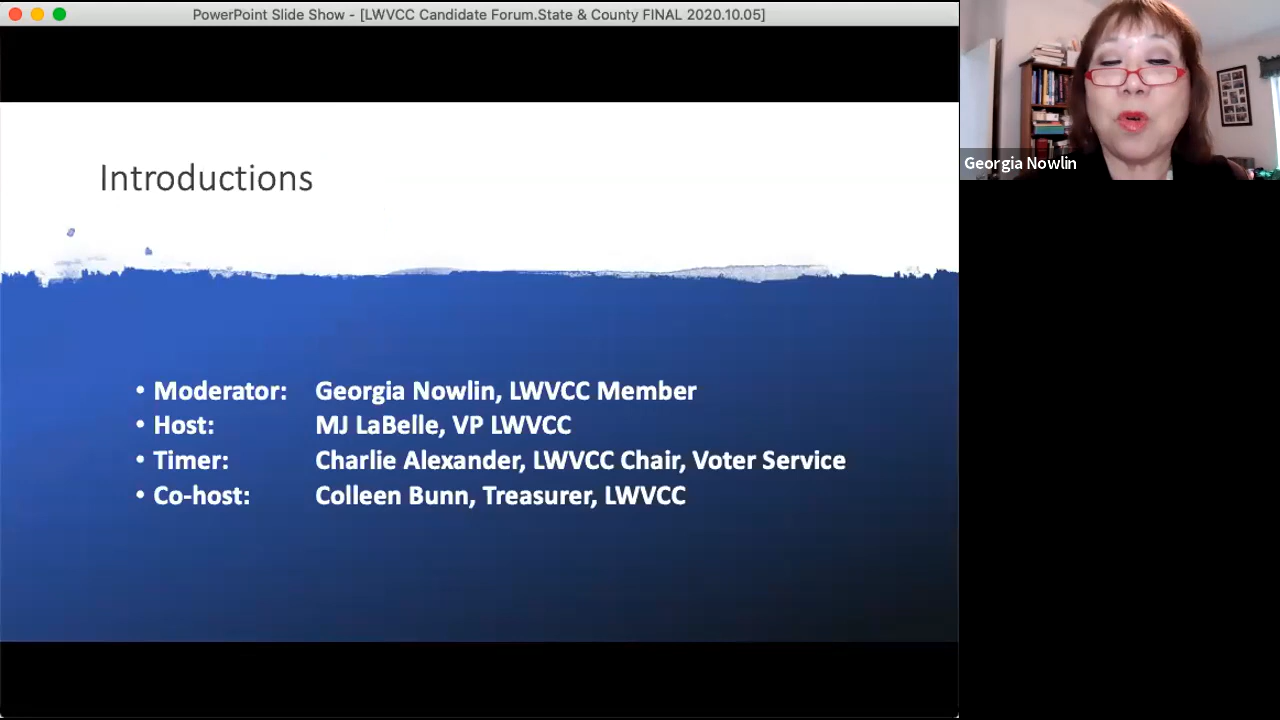 PowerPoint Slide Show - [LWVCC Candidate Forum.State & County FINAL 2020.10.05]
Georgia Nowlin
Introductions
• Moderator: Georgia Nowlin, LWVCC Member
• Host: MJ LaBelle, VP LWVCC
• Timer: Charlie Alexander, LWVCC Chair, Voter Service
• Co-host: Colleen Bunn, Treasurer, LWVCC